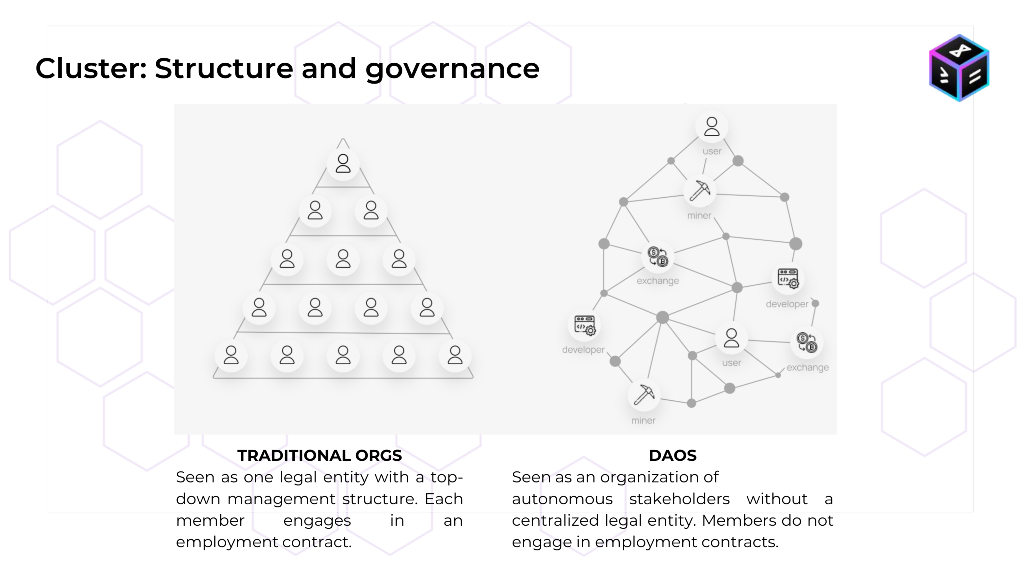 Cluster: Structure and governance
user
miner
exchange
developer
developer
user
exchange
miner
TRADITIONAL ORGS
Seen as one legal entity with a top-
down management structure. Each
member engages in an
employment contract.
DAOS
Seen as an organization of
autonomous stakeholders without a
centralized legal entity. Members do not
engage in employment contracts.